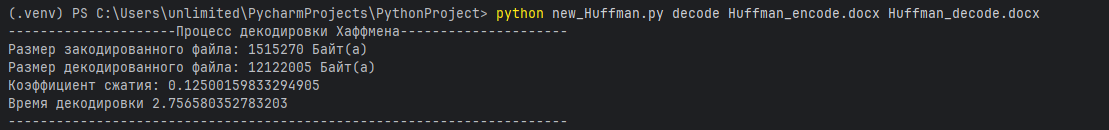 (.venv) PS C:\Users\unlimited\PycharmProjects\PythonProject> python new_Huffman.py decode Huffman_encode.docx Huffman_decode.docx
---------------------Процесс декодировки Хаффмена---------------------
Размер закодированного файла: 1515270 Байт(а)
Размер декодированного файла: 12122005 Байт(а)
Коэффициент сжатия: 0.12500159833294905
Время декодировки 2.756580352783203
----------------------------------------------------------------------